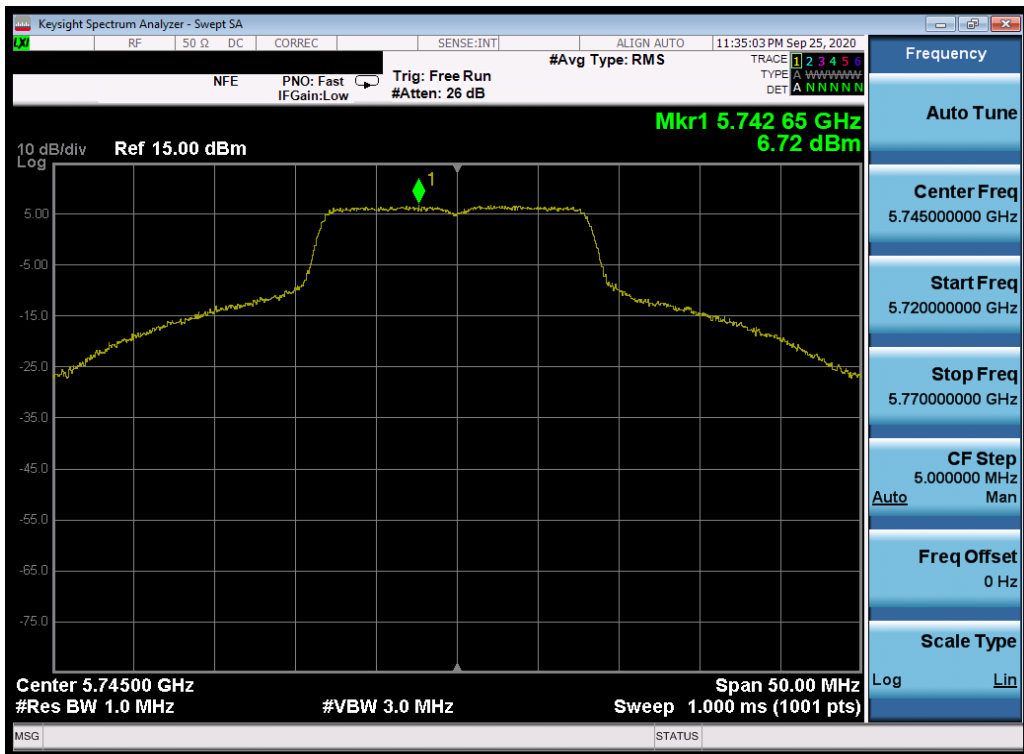 Keysight Spectrum Analyzer - Swept SA
LXI RF 50 Ω DC CORREC SENSE:INT ALIGN AUTO 11:35:03 PM Sep 25, 2020
NFE PNO: Fast Trig: Free Run #Avg Type: RMS TRACE 1 2 3 4 5 6
IFGain:Low #Atten: 26 dB TYPE A WWWWW
DET A N N N N N
Mkr1 5.742 65 GHz
6.72 dBm
10 dB/div Ref 15.00 dBm
Log
1
5.00
-5.00
-15.0
-25.0
-35.0
-45.0
-55.0
-65.0
-75.0
Center 5.74500 GHz Span 50.00 MHz
#Res BW 1.0 MHz #VBW 3.0 MHz Sweep 1.000 ms (1001 pts)
MSG STATUS
Frequency
Auto Tune
Center Freq
5.745000000 GHz
Start Freq
5.720000000 GHz
Stop Freq
5.770000000 GHz
CF Step
5.000000 MHz
Auto Man
Freq Offset
0 Hz
Scale Type
Log Lin